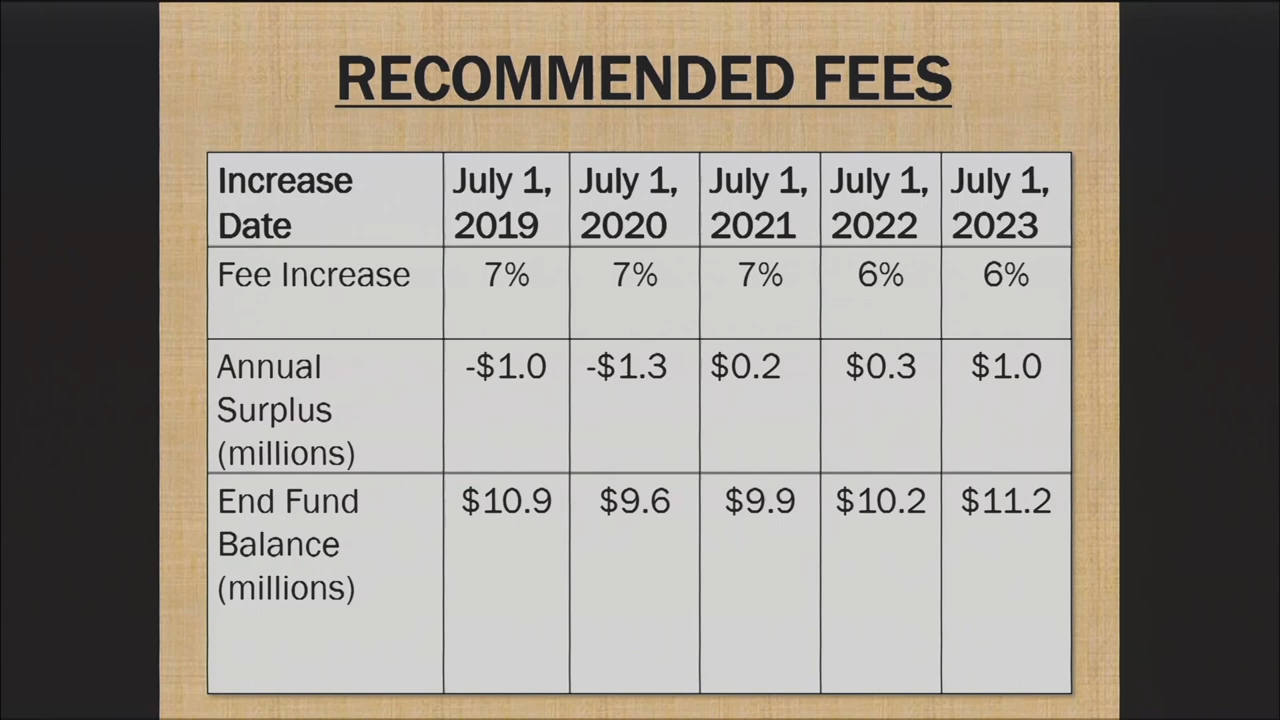 RECOMMENDED FEES
Increase Date July 1, 2019 July 1, 2020 July 1, 2021 July 1, 2022 July 1, 2023
Fee Increase 7% 7% 7% 6% 6%
Annual Surplus (millions) -$1.0 -$1.3 $0.2 $0.3 $1.0
End Fund Balance (millions) $10.9 $9.6 $9.9 $10.2 $11.2